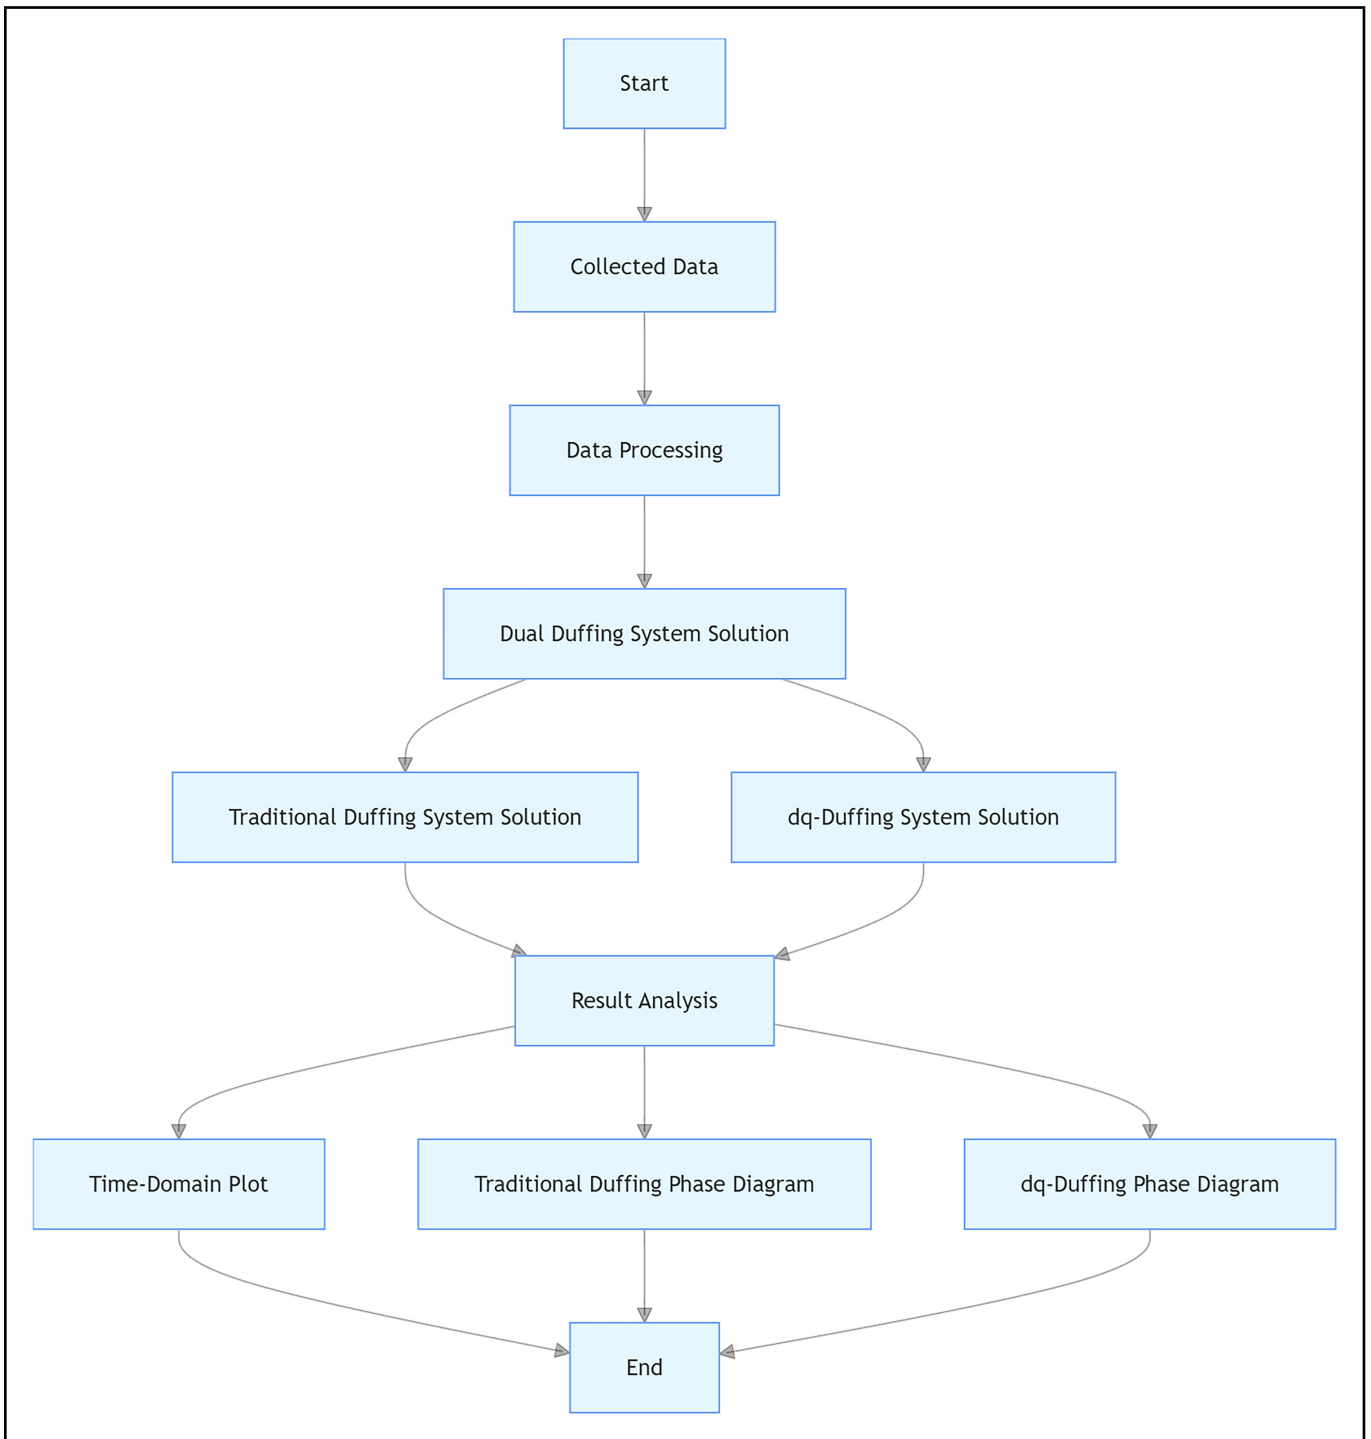 Start
Collected Data
Data Processing
Dual Duffing System Solution
Traditional Duffing System Solution
dq-Duffing System Solution
Result Analysis
Time-Domain Plot
Traditional Duffing Phase Diagram
dq-Duffing Phase Diagram
End